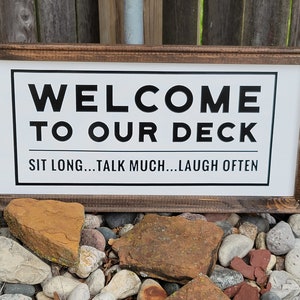 WELCOME
TO OUR DECK
SIT LONG...TALK MUCH...LAUGH OFTEN